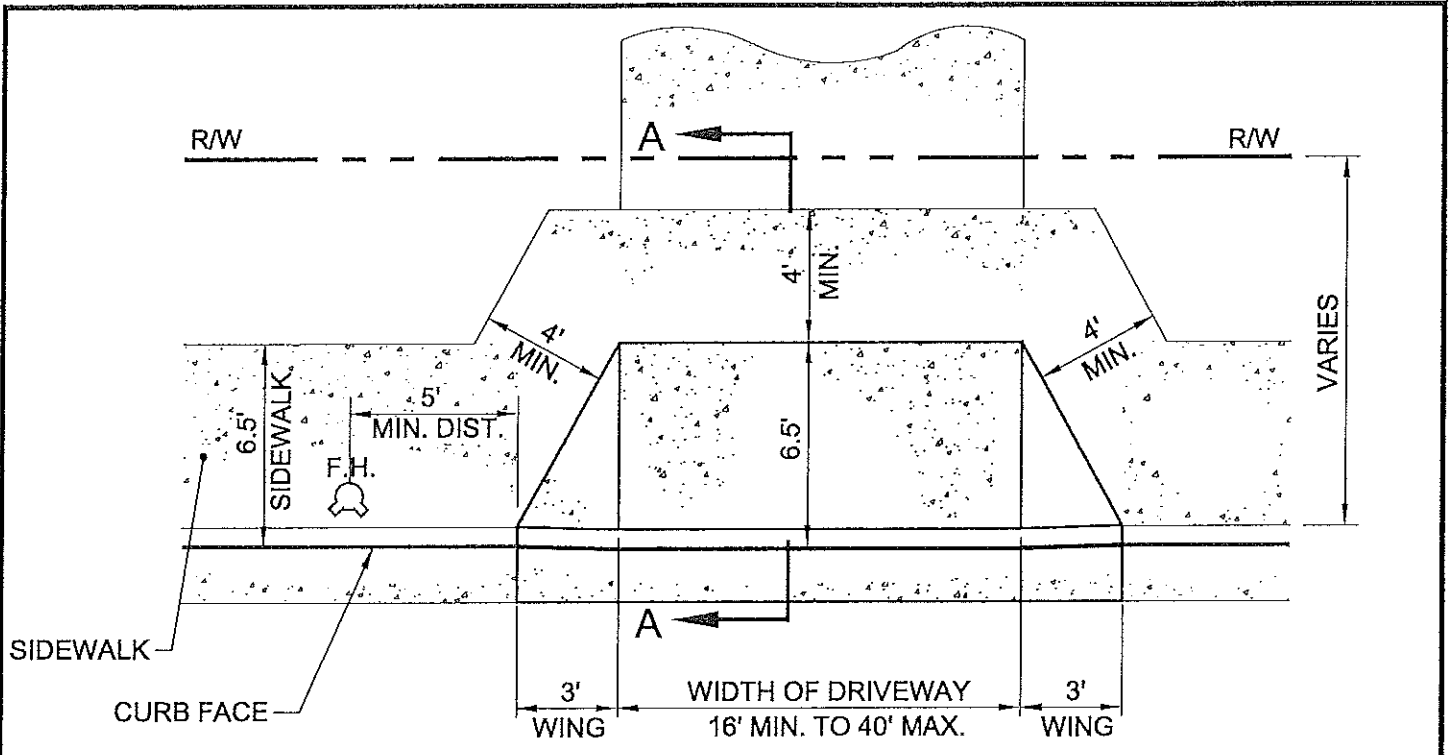 R/W
R/W
A
4'
MIN.
4'
MIN.
4'
MIN.
VARIES
6.5'
SIDEWALK
5'
MIN. DIST.
F.H.
6.5'
A
SIDEWALK
CURB FACE
3'
WING
WIDTH OF DRIVEWAY
16' MIN. TO 40' MAX.
3'
WING